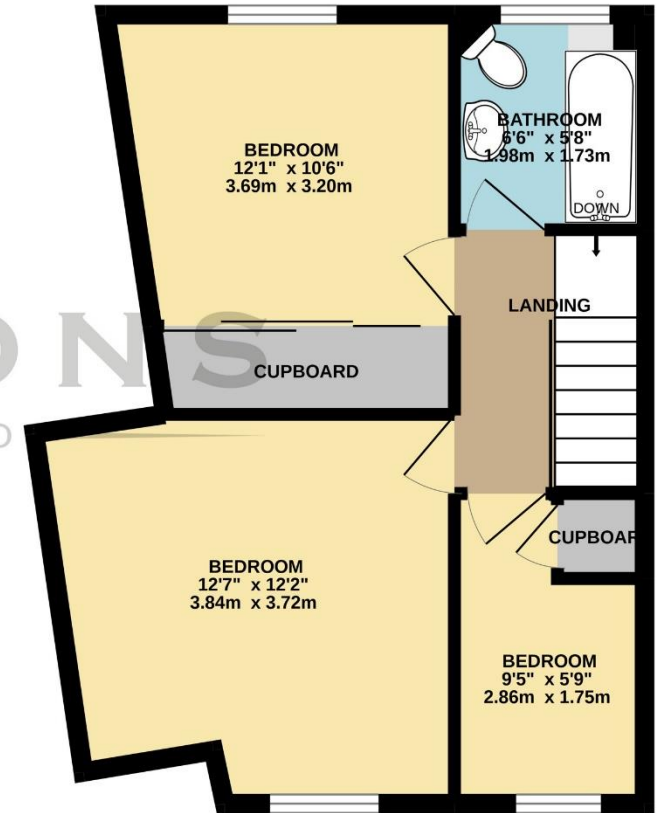 BEDROOM
12'1" x 10'6"
3.69m x 3.20m
BATHROOM
6'6" x 5'8"
1.98m x 1.73m
DOWN
LANDING
ONS
CUPBOARD
BEDROOM
12'7" x 12'2"
3.84m x 3.72m
CUPBOAR
BEDROOM
9'5" x 5'9"
2.86m x 1.75m